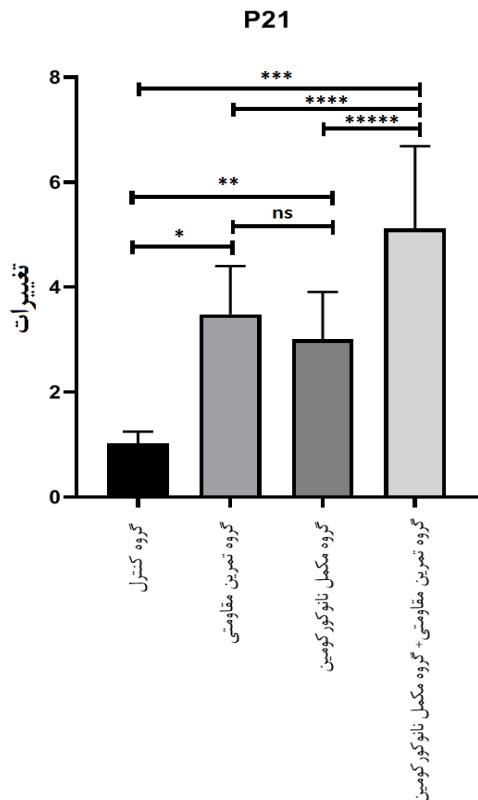 P21
8
***
****
*****
6
**
ns
*
4
تغییرات
2
0
گروه کنترل
گروه تمرین مقاومتی
گروه مکمل نانوکورکومین
گروه تمرین مقاومتی+ گروه مکمل نانوکورکومین